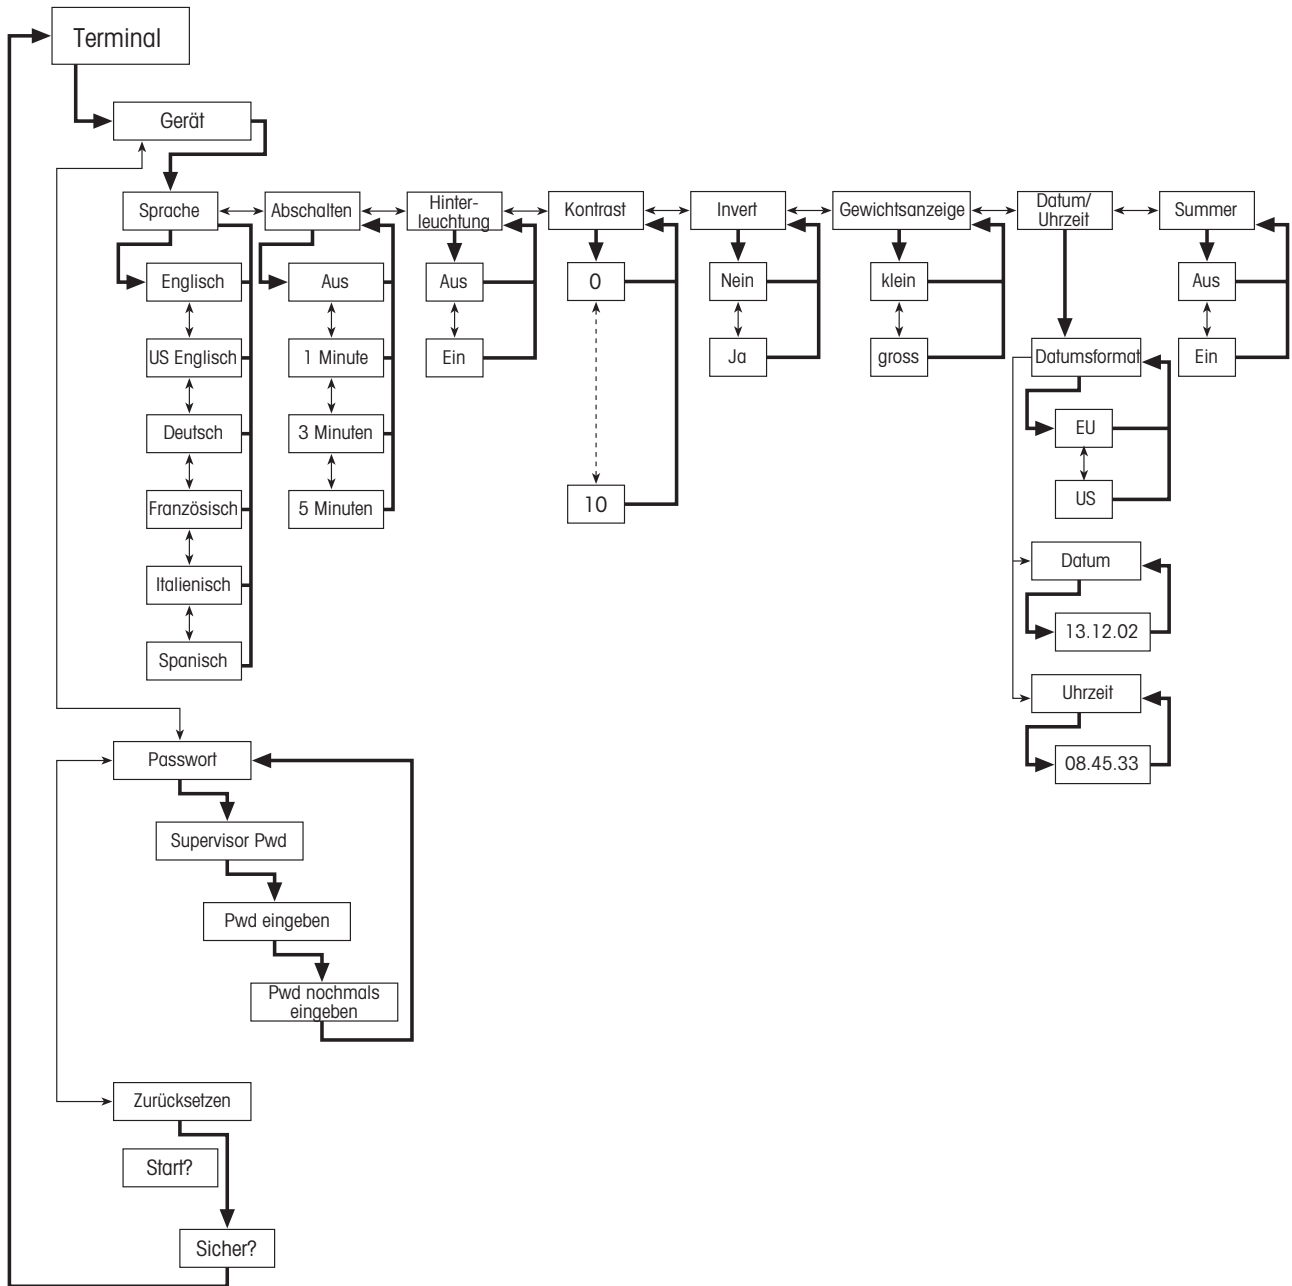 Terminal
Gerät
Sprache
Abschalten
Hinter-
leuchtung
Kontrast
Invert
Gewichtsanzeige
Datum/
Uhrzeit
Summer
Englisch
Aus
Aus
0
Nein
klein
Aus
US Englisch
1 Minute
Ein
Ja
gross
Datumsformat
Ein
Deutsch
3 Minuten
EU
Französisch
5 Minuten
10
US
Italienisch
Datum
Spanisch
13.12.02
Uhrzeit
08.45.33
Passwort
Supervisor Pwd
Pwd eingeben
Pwd nochmals
eingeben
Zurücksetzen
Start?
Sicher?